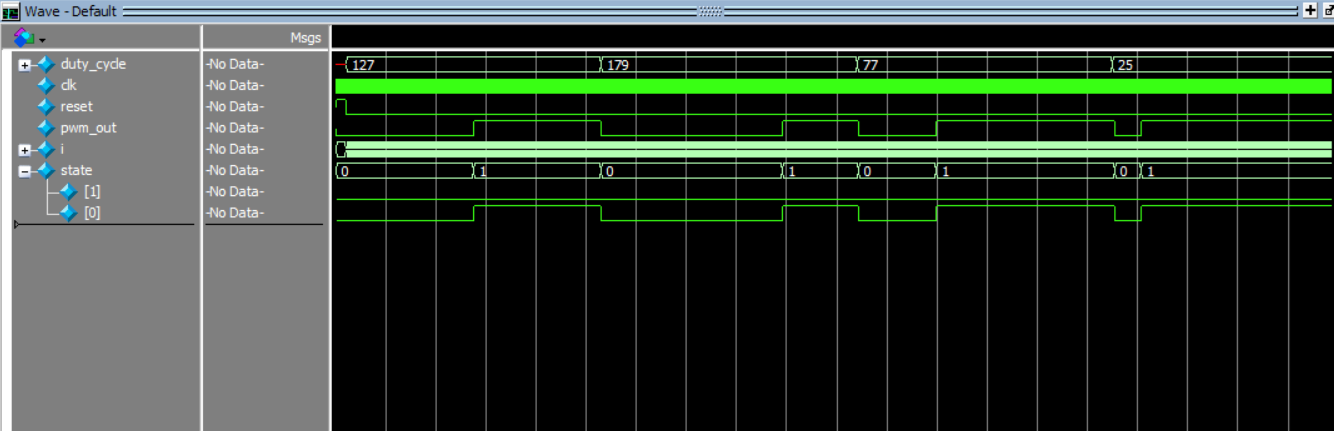 Wave - Default
Msgs
duty_cycle -No Data- 127 179 77 25
clk -No Data-
reset -No Data-
pwm_out -No Data-
i -No Data-
state -No Data- 0 1 0 1 0 1 0 1
[1] -No Data-
[0] -No Data-